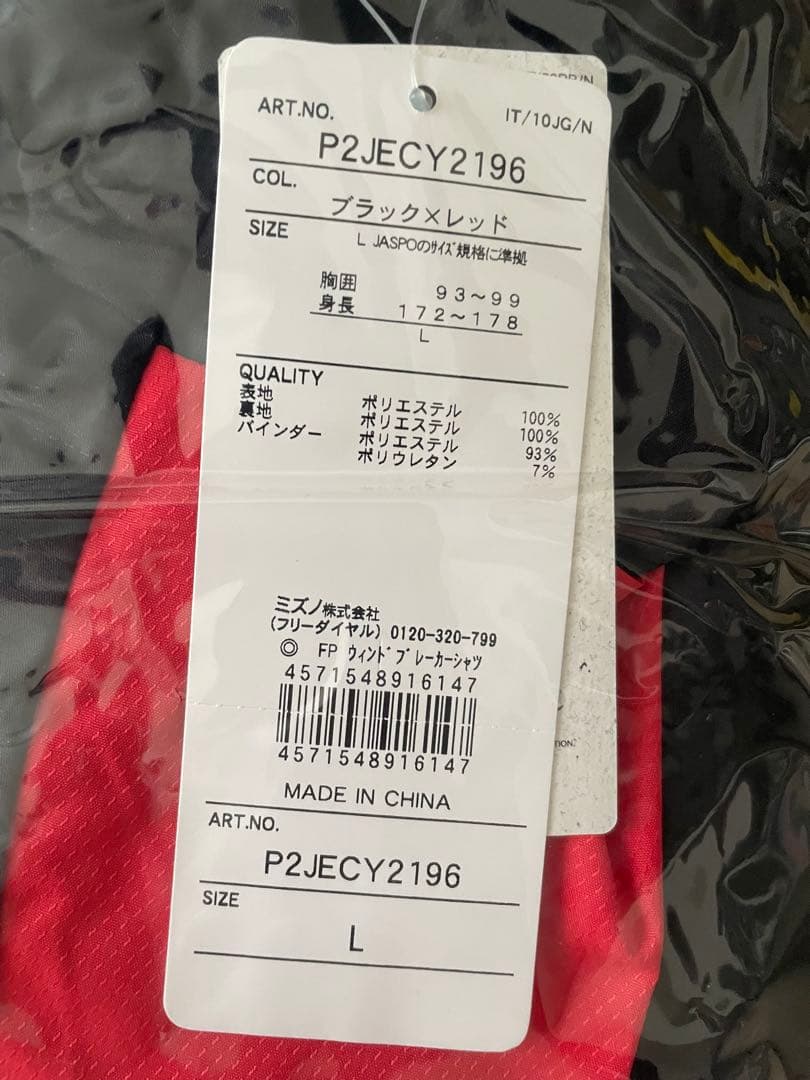 ART.NO.
IT/10JG/N
P2JECY2196
COL.
ブラック×レッド
SIZE
L JASPOのサイズ規格に準拠
胸囲 93~99
身長 172~178
L
QUALITY
表地 ポリエステル 100%
裏地 ポリエステル 100%
バインダー ポリエステル 93%
ポリウレタン 7%
ミズノ株式会社
(フリーダイヤル) 0120-320-799
◎ FP ウィンドブレーカーシャツ
4571548916147
4571548916147
MADE IN CHINA
ART.NO.
P2JECY2196
SIZE
L